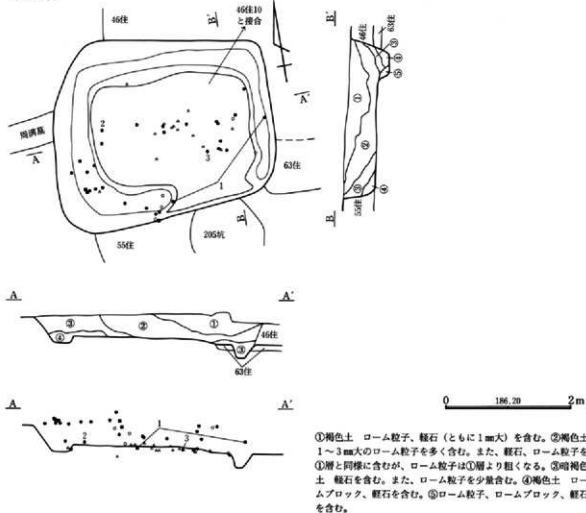 46住
B'
46住10
と接合
周溝墓
A
A'
2
3
1
63住
55住
205坑
B
B'
46住
63住
③
④
⑤
①
②
③
④
55住
B
A
A'
③
②
①
④
46住
③
63住
A
A'
2
1
3
0 186.20 2m
①褐色土 ローム粒子、軽石(ともに1㎜大)を含む。②褐色土
1～3㎜大のローム粒子を多く含む。また、軽石、ローム粒子を
①層と同様に含むが、ローム粒子は①層より粗くなる。③暗褐色
土 軽石を含む。また、ローム粒子を少量含む。④褐色土 ロー
ムブロック、軽石を含む。⑤ローム粒子、ロームブロック、軽石
を含む。